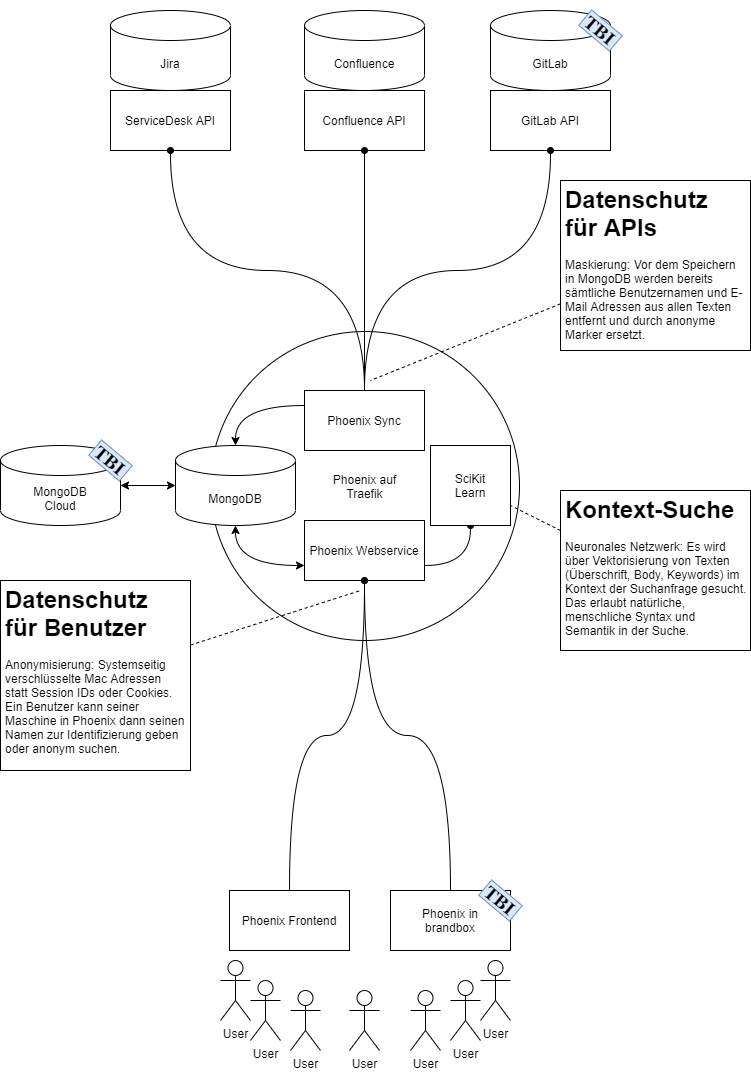 Jira
Confluence
GitLab
TBI
ServiceDesk API
Confluence API
GitLab API
Datenschutz
für APIs
Maskierung: Vor dem Speichern
in MongoDB werden bereits
sämtliche Benutzernamen und E-
Mail Adressen aus allen Texten
entfernt und durch anonyme
Marker ersetzt.
Phoenix Sync
MongoDB
Cloud
TBI
MongoDB
Phoenix auf
Traefik
SciKit
Learn
Phoenix Webservice
Kontext-Suche
Neuronales Netzwerk: Es wird
über Vektorisierung von Texten
(Überschrift, Body, Keywords) im
Kontext der Suchanfrage gesucht.
Das erlaubt natürliche,
menschliche Syntax und
Semantik in der Suche.
Datenschutz
für Benutzer
Anonymisierung: Systemseitig
verschlüsselte Mac Adressen
statt Session IDs oder Cookies.
Ein Benutzer kann seiner
Maschine in Phoenix dann seinen
Namen zur Identifizierung geben
oder anonym suchen.
Phoenix Frontend
Phoenix in
brandbox
TBI
User
User
User
User
User
User
User